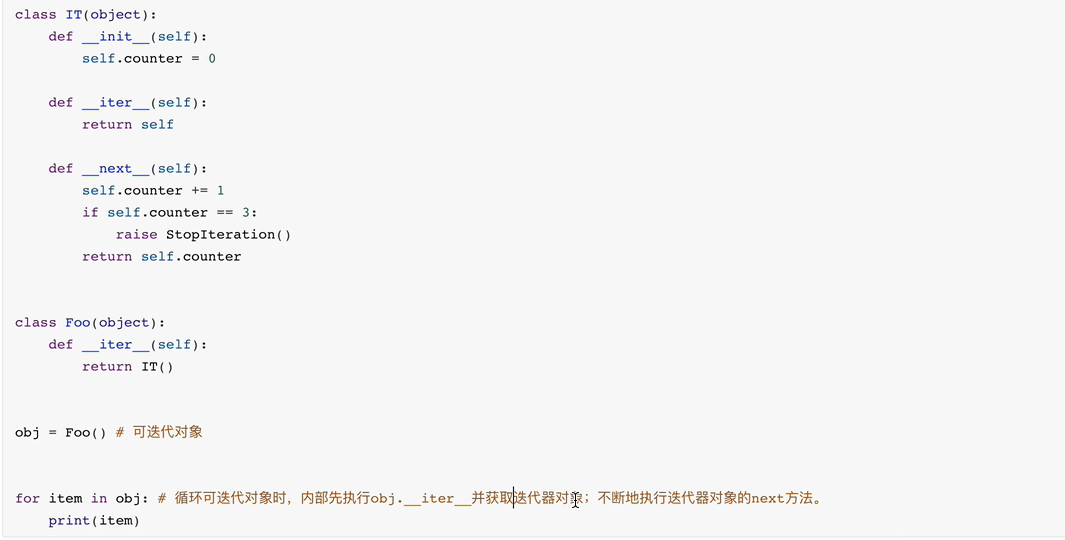 class IT(object):
    def __init__(self):
        self.counter = 0
    def __iter__(self):
        return self
    def __next__(self):
        self.counter += 1
        if self.counter == 3:
            raise StopIteration()
        return self.counter
class Foo(object):
    def __iter__(self):
        return IT()
obj = Foo() # 可迭代对象
for item in obj: # 循环可迭代对象时，内部先执行obj.__iter__并获取迭代器对象；不断地执行迭代器对象的next方法。
    print(item)